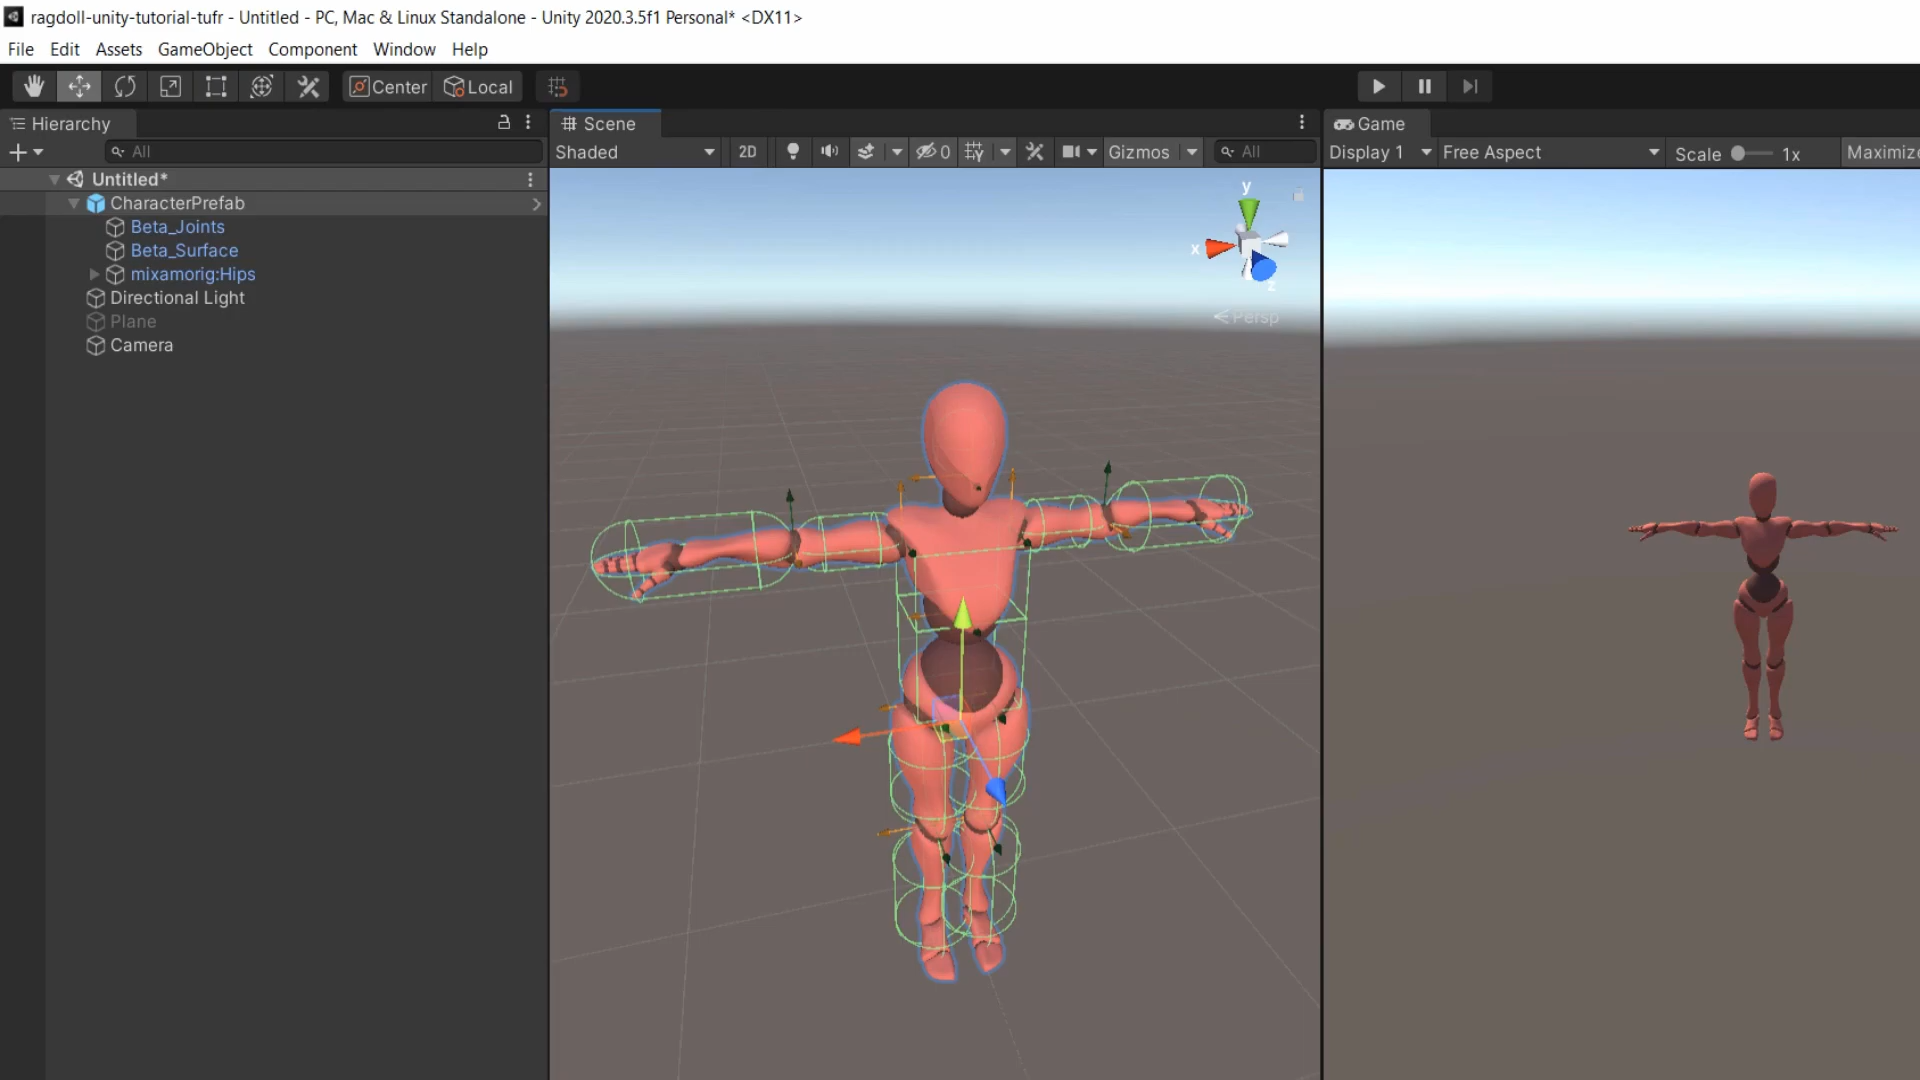 ragdoll-unity-tutorial-tufr - Untitled - PC, Mac & Linux Standalone - Unity 2020.3.5f1 Personal* <DX11>
File Edit Assets GameObject Component Window Help
Center Local
Hierarchy Scene Game
All Shaded 2D 0 Gizmos All Display 1 Free Aspect Scale 1x Maximize
Untitled*
CharacterPrefab
Beta_Joints
Beta_Surface
mixamorig:Hips
Directional Light
Plane
Camera
y
x
z
Persp